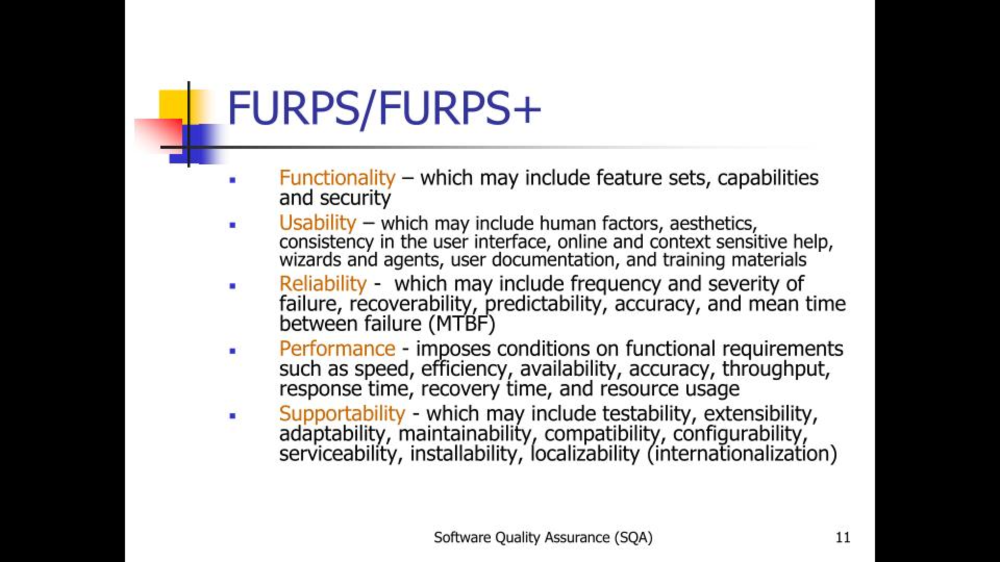 FURPS/FURPS+
▪ Functionality – which may include feature sets, capabilities
and security
▪ Usability – which may include human factors, aesthetics,
consistency in the user interface, online and context sensitive help,
wizards and agents, user documentation, and training materials
▪ Reliability - which may include frequency and severity of
failure, recoverability, predictability, accuracy, and mean time
between failure (MTBF)
▪ Performance - imposes conditions on functional requirements
such as speed, efficiency, availability, accuracy, throughput,
response time, recovery time, and resource usage
▪ Supportability - which may include testability, extensibility,
adaptability, maintainability, compatibility, configurability,
serviceability, installability, localizability (internationalization)
Software Quality Assurance (SQA)
11